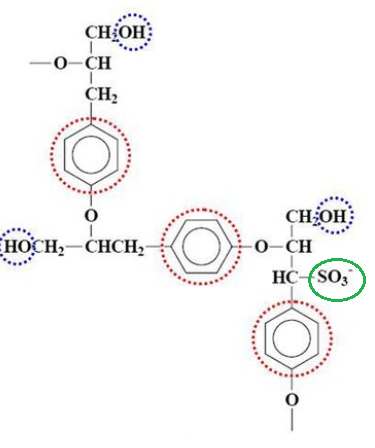 CH₂OH
—O—CH
CH₂
O
HOCH₂—CHCH₂—
—O—CH
CH₂OH
HC—SO₃⁻
O